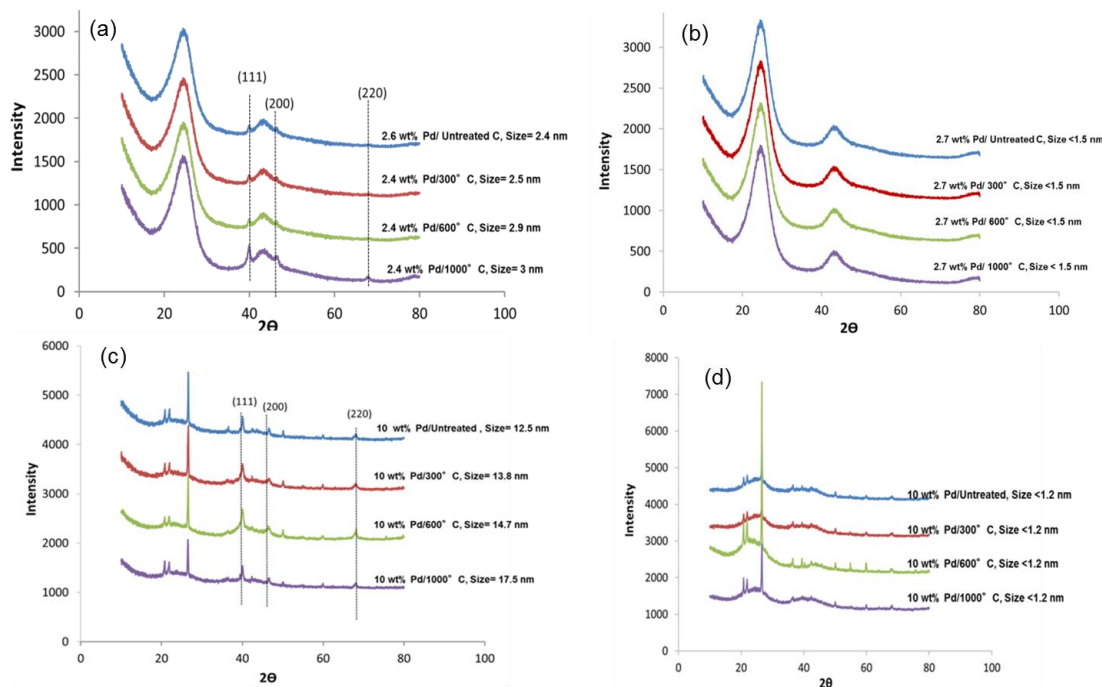 (a)
3000
2500
2000
1500
1000
500
0
Intensity
(111)
(200)
(220)
2.6 wt% Pd/ Untreated C, Size= 2.4 nm
2.4 wt% Pd/300° C, Size= 2.5 nm
2.4 wt% Pd/600° C, Size= 2.9 nm
2.4 wt% Pd/1000° C, Size= 3 nm
0 20 40 60 80 100
2Θ
(b)
3000
2500
2000
1500
1000
500
0
Intensity
2.7 wt% Pd/ Untreated C, Size <1.5 nm
2.7 wt% Pd/ 300° C, Size <1.5 nm
2.7 wt% Pd/ 600° C, Size <1.5 nm
2.7 wt% Pd/ 1000° C, Size < 1.5 nm
0 20 40 60 80 100
2Θ
(c)
6000
5000
4000
3000
2000
1000
0
Intensity
(111)
(200)
(220)
10 wt% Pd/Untreated , Size= 12.5 nm
10 wt% Pd/300° C, Size= 13.8 nm
10 wt% Pd/600° C, Size= 14.7 nm
10 wt% Pd/1000° C, Size= 17.5 nm
0 20 40 60 80 100
2Θ
(d)
8000
7000
6000
5000
4000
3000
2000
1000
0
Intensity
10 wt% Pd/Untreated, Size <1.2 nm
10 wt% Pd/300° C, Size <1.2 nm
10 wt% Pd/600° C, Size <1.2 nm
10 wt% Pd/1000° C, Size <1.2 nm
0 20 40 60 80 100
2θ